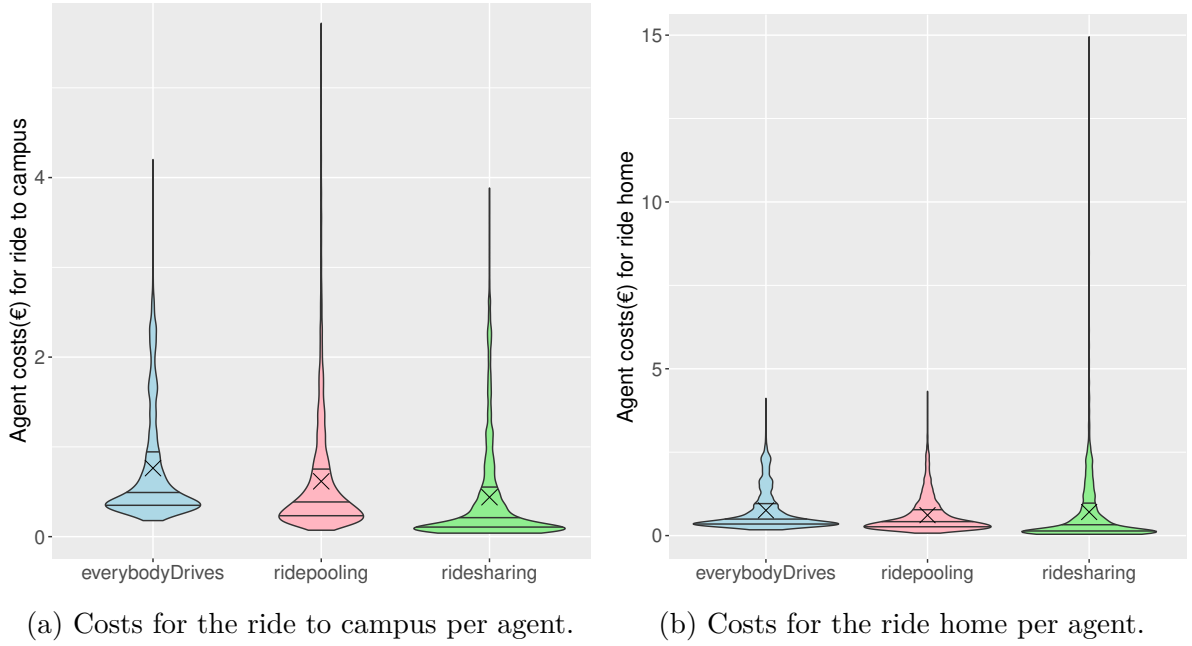 Agent costs(€) for ride to campus
4
2
0
everybodyDrives ridepooling ridesharing
(a) Costs for the ride to campus per agent.
Agent costs(€) for ride home
15
10
5
0
everybodyDrives ridepooling ridesharing
(b) Costs for the ride home per agent.